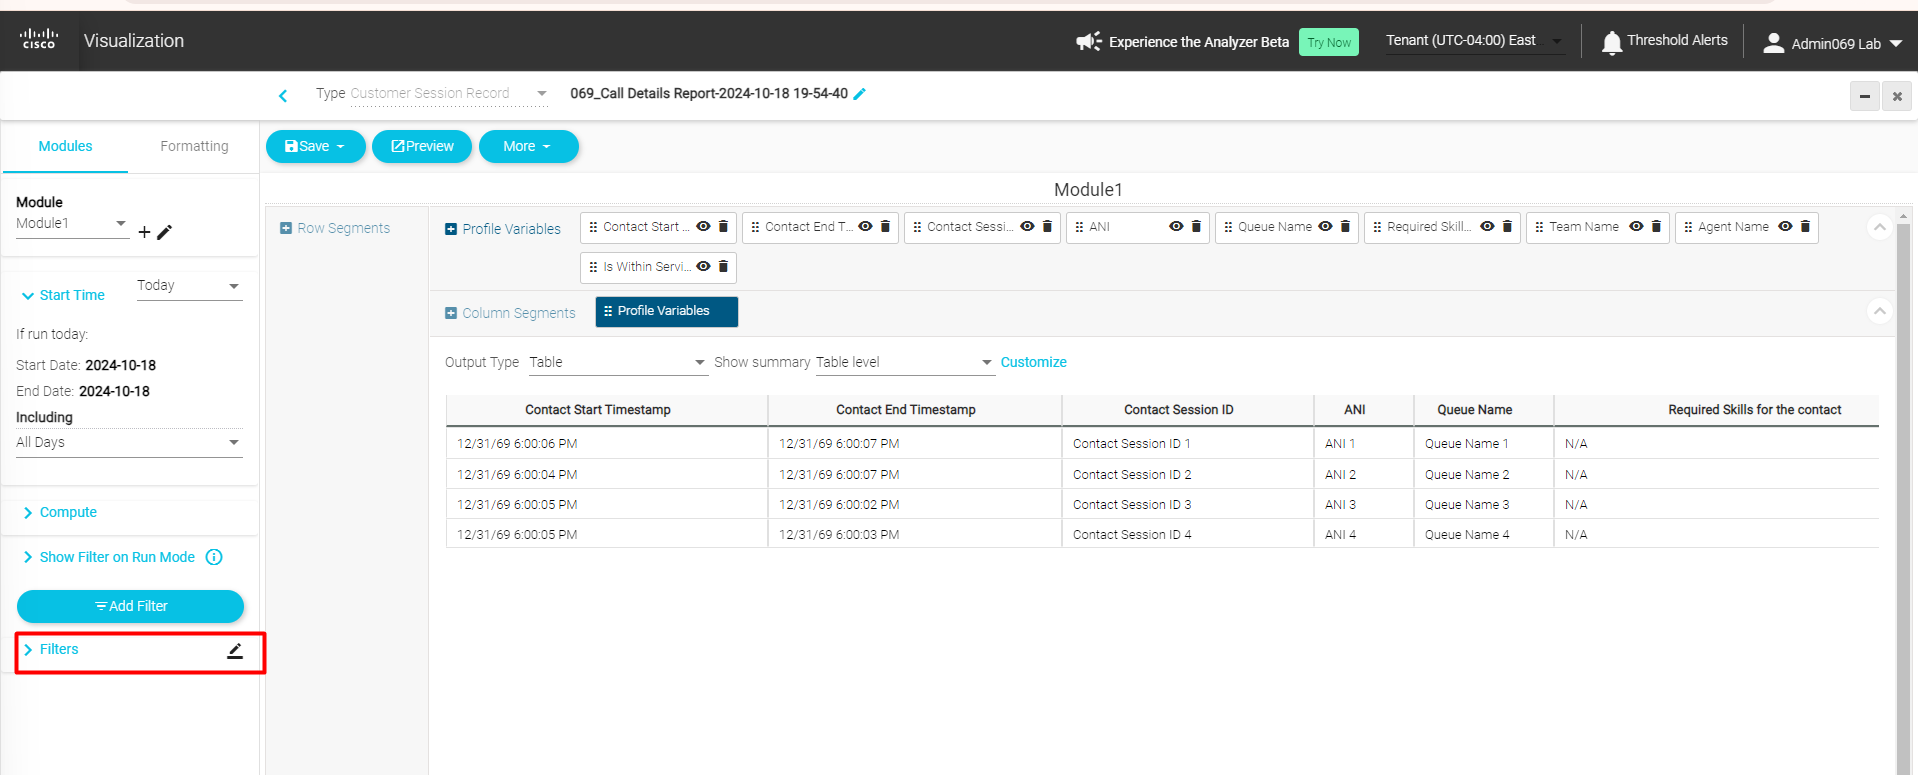 CISCO
Visualization
Experience the Analyzer Beta
Try Now
Tenant (UTC-04:00) East
Threshold Alerts
Admin069 Lab
Type Customer Session Record
069_Call Details Report-2024-10-18 19-54-40
Modules
Formatting
Save
Preview
More
Module1
Module
Module1
Start Time
Today
If run today:
Start Date: 2024-10-18
End Date: 2024-10-18
Including
All Days
Compute
Show Filter on Run Mode
Add Filter
Filters
Row Segments
Profile Variables
Contact Start ...
Contact End T...
Contact Sessi...
ANI
Queue Name
Required Skill...
Team Name
Agent Name
Is Within Servi...
Column Segments
Profile Variables
Output Type Table
Show summary Table level
Customize
Contact Start Timestamp Contact End Timestamp Contact Session ID ANI Queue Name Required Skills for the contact
12/31/69 6:00:06 PM 12/31/69 6:00:07 PM Contact Session ID 1 ANI 1 Queue Name 1 N/A
12/31/69 6:00:04 PM 12/31/69 6:00:07 PM Contact Session ID 2 ANI 2 Queue Name 2 N/A
12/31/69 6:00:05 PM 12/31/69 6:00:02 PM Contact Session ID 3 ANI 3 Queue Name 3 N/A
12/31/69 6:00:05 PM 12/31/69 6:00:03 PM Contact Session ID 4 ANI 4 Queue Name 4 N/A